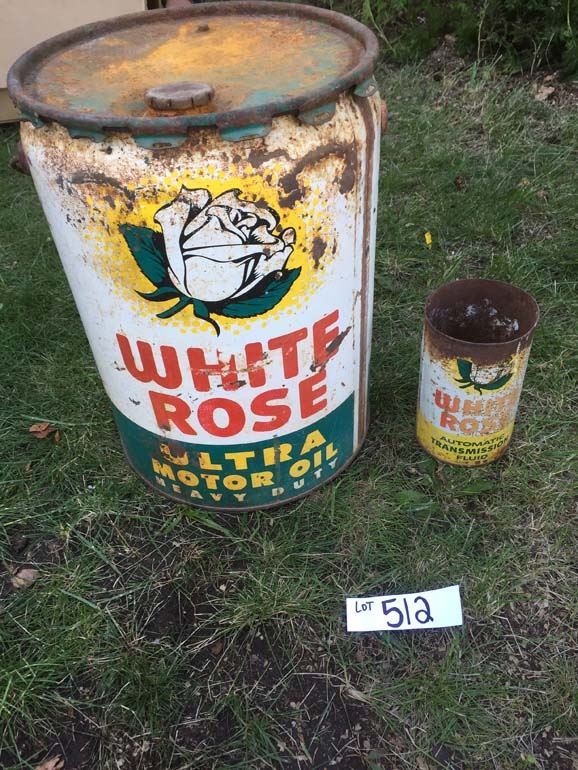 WHITE
ROSE
ULTRA
MOTOR OIL
HEAVY DUTY
WHITE
ROSE
AUTOMATIC
TRANSMISSION
FLUID
LOT 512